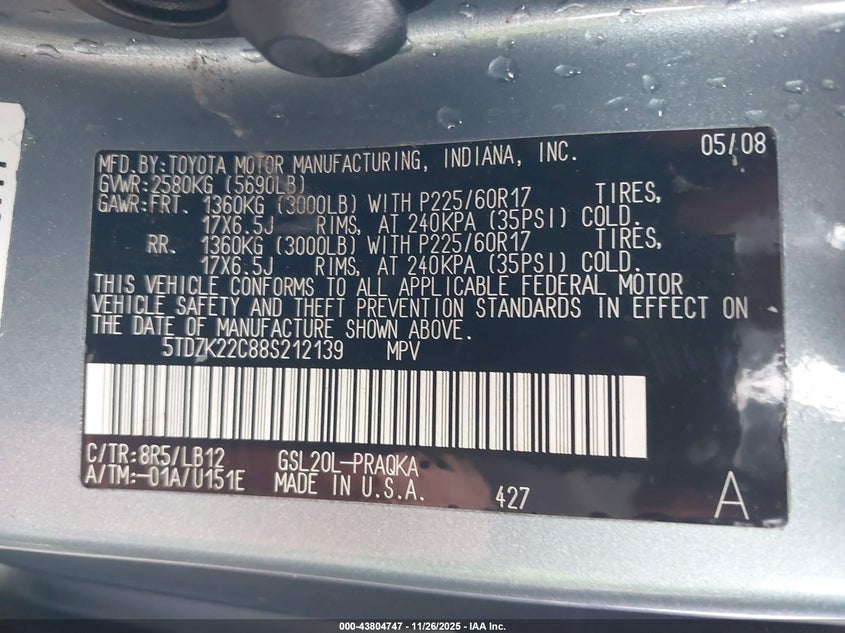 MFD.BY:TOYOTA MOTOR MANUFACTURING, INDIANA, INC. 05/08
GVWR:2580KG (5690LB)
GAWR:FRT. 1360KG (3000LB) WITH P225/60R17 TIRES,
17X6.5J RIMS, AT 240KPA (35PSI) COLD.
RR. 1360KG (3000LB) WITH P225/60R17 TIRES,
17X6.5J RIMS, AT 240KPA (35PSI) COLD.
THIS VEHICLE CONFORMS TO ALL APPLICABLE FEDERAL MOTOR
VEHICLE SAFETY AND THEFT PREVENTION STANDARDS IN EFFECT ON
THE DATE OF MANUFACTURE SHOWN ABOVE.
5TDZK22C88S212139 MPV
C/TR:8R5/LB12 GSL20L-PRAQKA
A/TM:-01A/U151E MADE IN U.S.A. 427 A
000-43804747 - 11/26/2025 - IAA Inc.